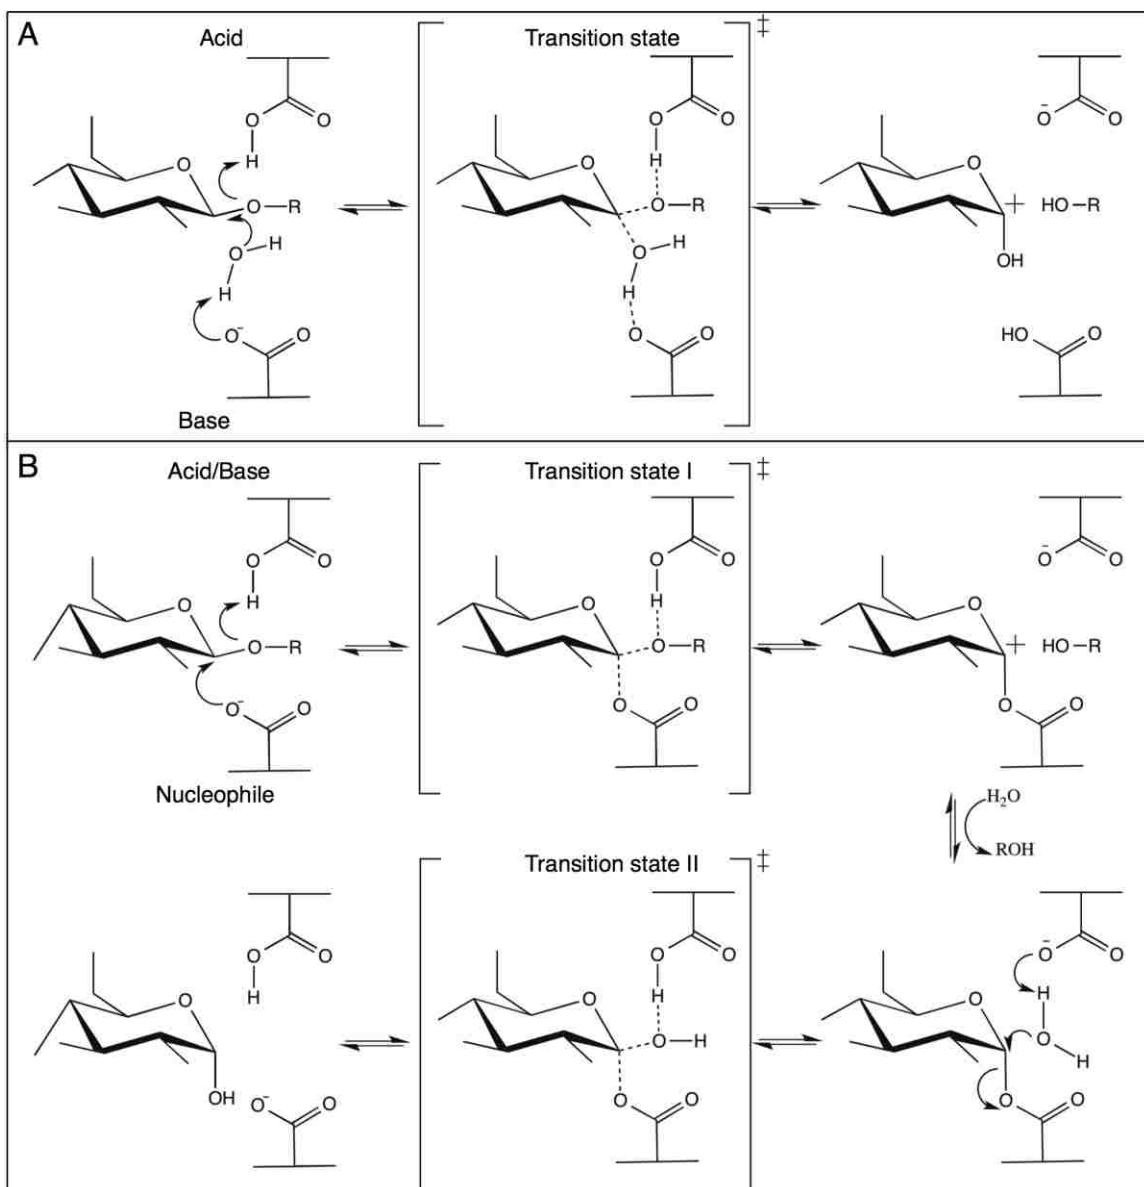 A
Acid
Transition state
‡
O
O
H
O
O
R
O
H
H
O−
O
Base
O
O
H
O
O
R
O
H
H
O
O
O−
O
O
+
HO
R
OH
HO
O
B
Acid/Base
Transition state I
‡
O
O
H
O
O
R
O−
O
Nucleophile
O
O
H
O
O
R
O
O
O−
O
O
+
HO
R
O
O
H2O
ROH
Transition state II
‡
O
O
H
O
OH
O−
O
O
O
H
O
O
H
O
O
O−
O
H
O
O
H
O
O